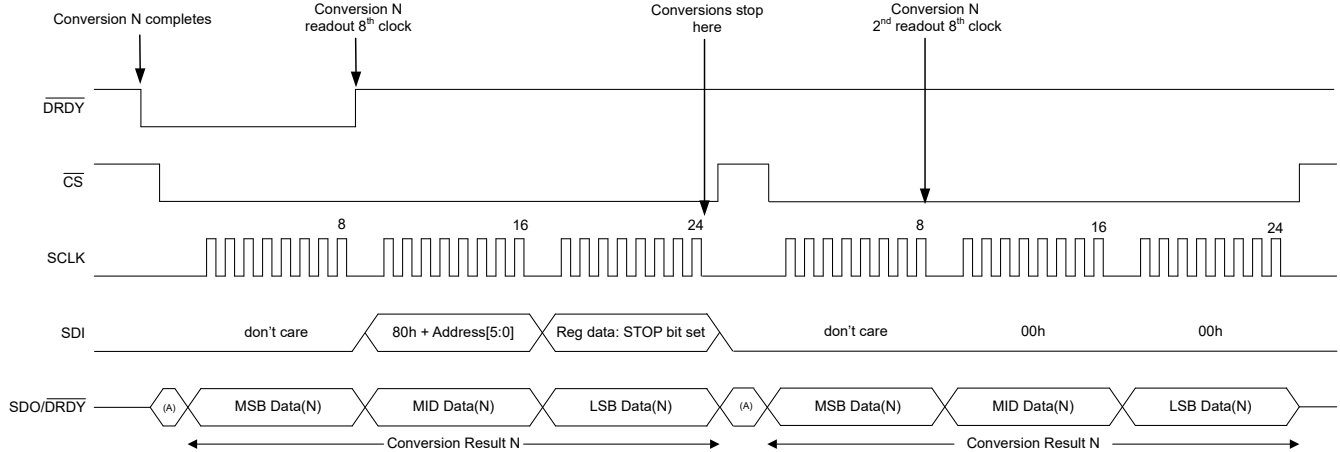 Conversion N completes
Conversion N
readout 8th clock
Conversions stop
here
Conversion N
2nd readout 8th clock
DRDY
CS
8
16
24
8
16
24
SCLK
SDI
don't care
80h + Address[5:0]
Reg data: STOP bit set
don't care
00h
00h
SDO/DRDY
(A)
MSB Data(N)
MID Data(N)
LSB Data(N)
(A)
MSB Data(N)
MID Data(N)
LSB Data(N)
Conversion Result N
Conversion Result N